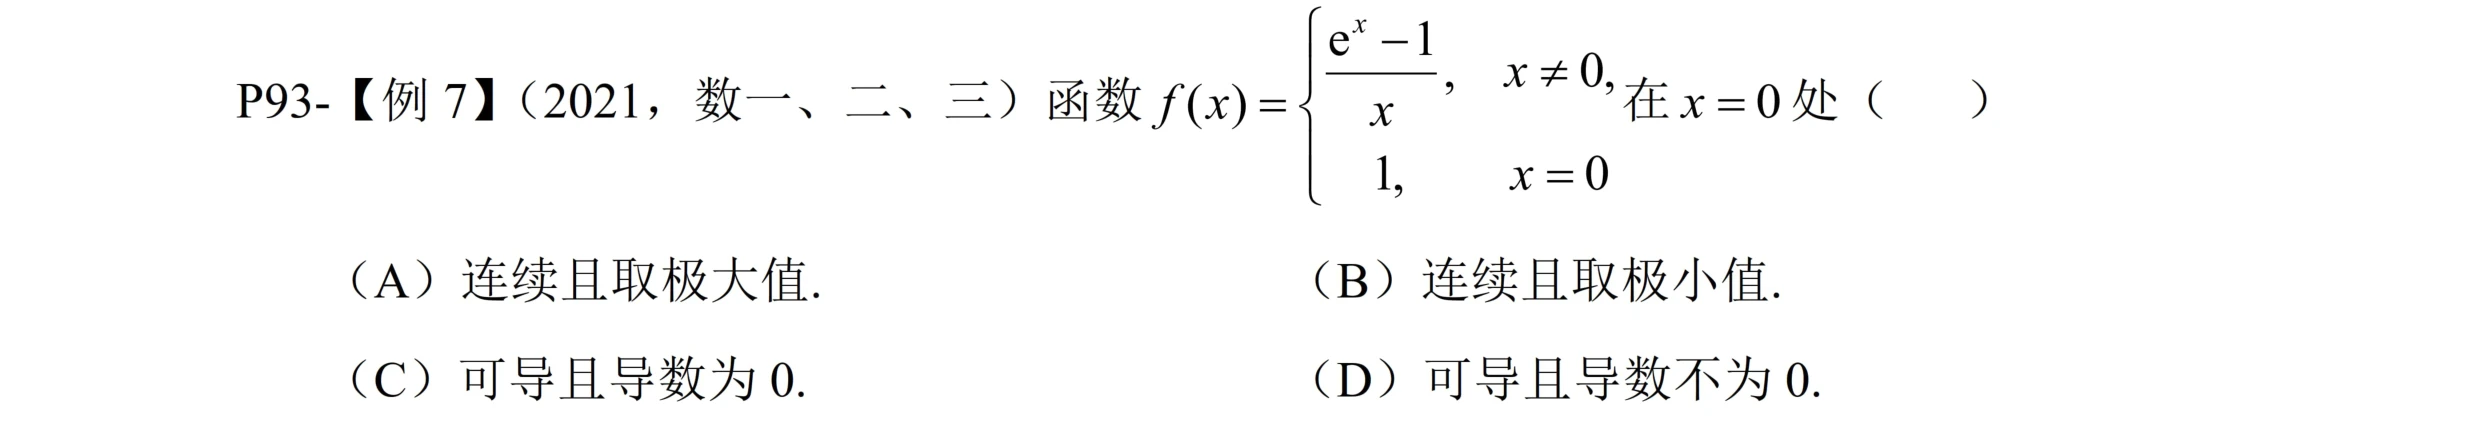 P93-【例 7】（2021，数一、二、三）函数 $f(x)=\begin{cases}\dfrac{\mathrm{e}^x-1}{x}, & x\neq 0,\\ 1, & x=0\end{cases}$ 在 $x=0$ 处（ ）
（A）连续且取极大值. （B）连续且取极小值.
（C）可导且导数为 0. （D）可导且导数不为 0.